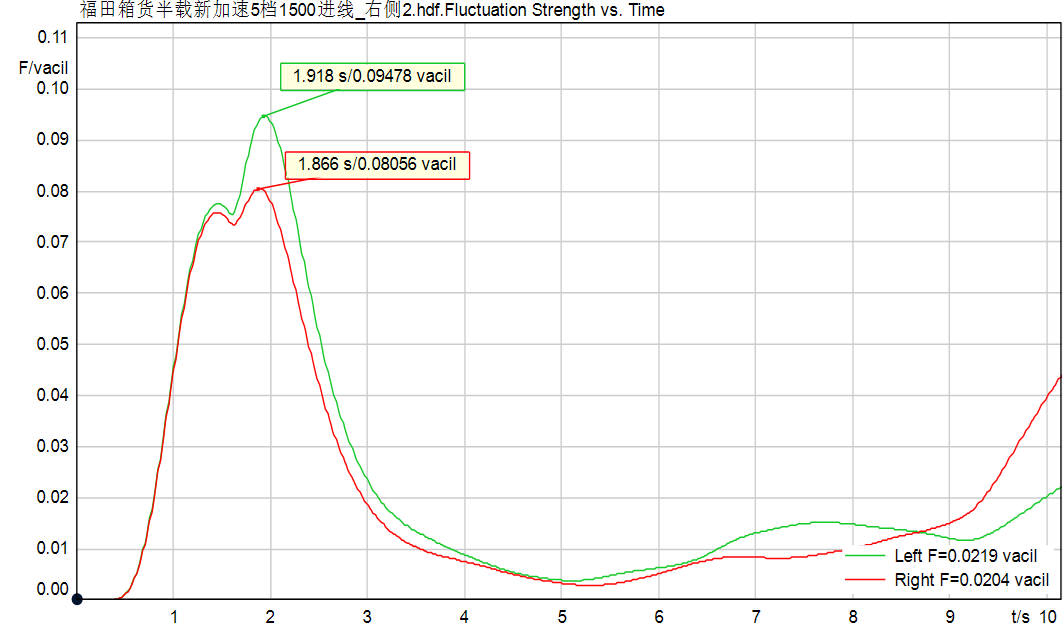 福田箱货半载新加速5档1500进线_右侧2.hdf.Fluctuation Strength vs. Time
0.11
F/vacil
0.10
0.09
0.08
0.07
0.06
0.05
0.04
0.03
0.02
0.01
0.00
1.918 s/0.09478 vacil
1.866 s/0.08056 vacil
Left F=0.0219 vacil
Right F=0.0204 vacil
1 2 3 4 5 6 7 8 9 t/s 10